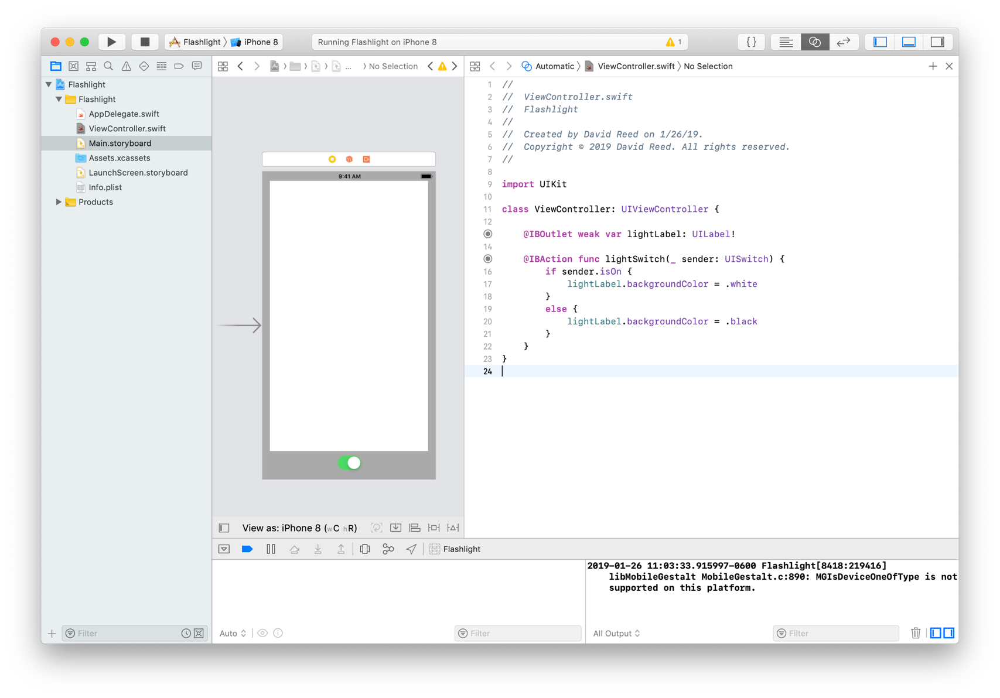 Flashlight 〉 iPhone 8
Running Flashlight on iPhone 8
1
{ }
... 〉 No Selection
Automatic 〉 ViewController.swift 〉 No Selection
Flashlight
Flashlight
AppDelegate.swift
ViewController.swift
Main.storyboard
Assets.xcassets
LaunchScreen.storyboard
Info.plist
Products
9:41 AM
1 //
2 //  ViewController.swift
3 //  Flashlight
4 //
5 //  Created by David Reed on 1/26/19.
6 //  Copyright © 2019 David Reed. All rights reserved.
7 //
8
9 import UIKit
10
11 class ViewController: UIViewController {
12
@IBOutlet weak var lightLabel: UILabel!
14
@IBAction func lightSwitch(_ sender: UISwitch) {
16         if sender.isOn {
17             lightLabel.backgroundColor = .white
18         }
19         else {
20             lightLabel.backgroundColor = .black
21         }
22     }
23 }
24
View as: iPhone 8 (wC hR)
Flashlight
2019-01-26 11:03:33.915997-0600 Flashlight[8418:219416]
libMobileGestalt MobileGestalt.c:890: MGIsDeviceOneOfType is not
supported on this platform.
Filter
Auto
Filter
All Output
Filter